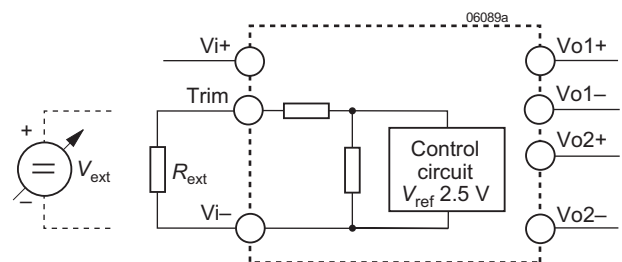 06089a
Vi+
Vo1+
Trim
Vo1–
+
Vo2+
=
Vext
Rext
Control
circuit
Vref 2.5 V
–
Vi–
Vo2–